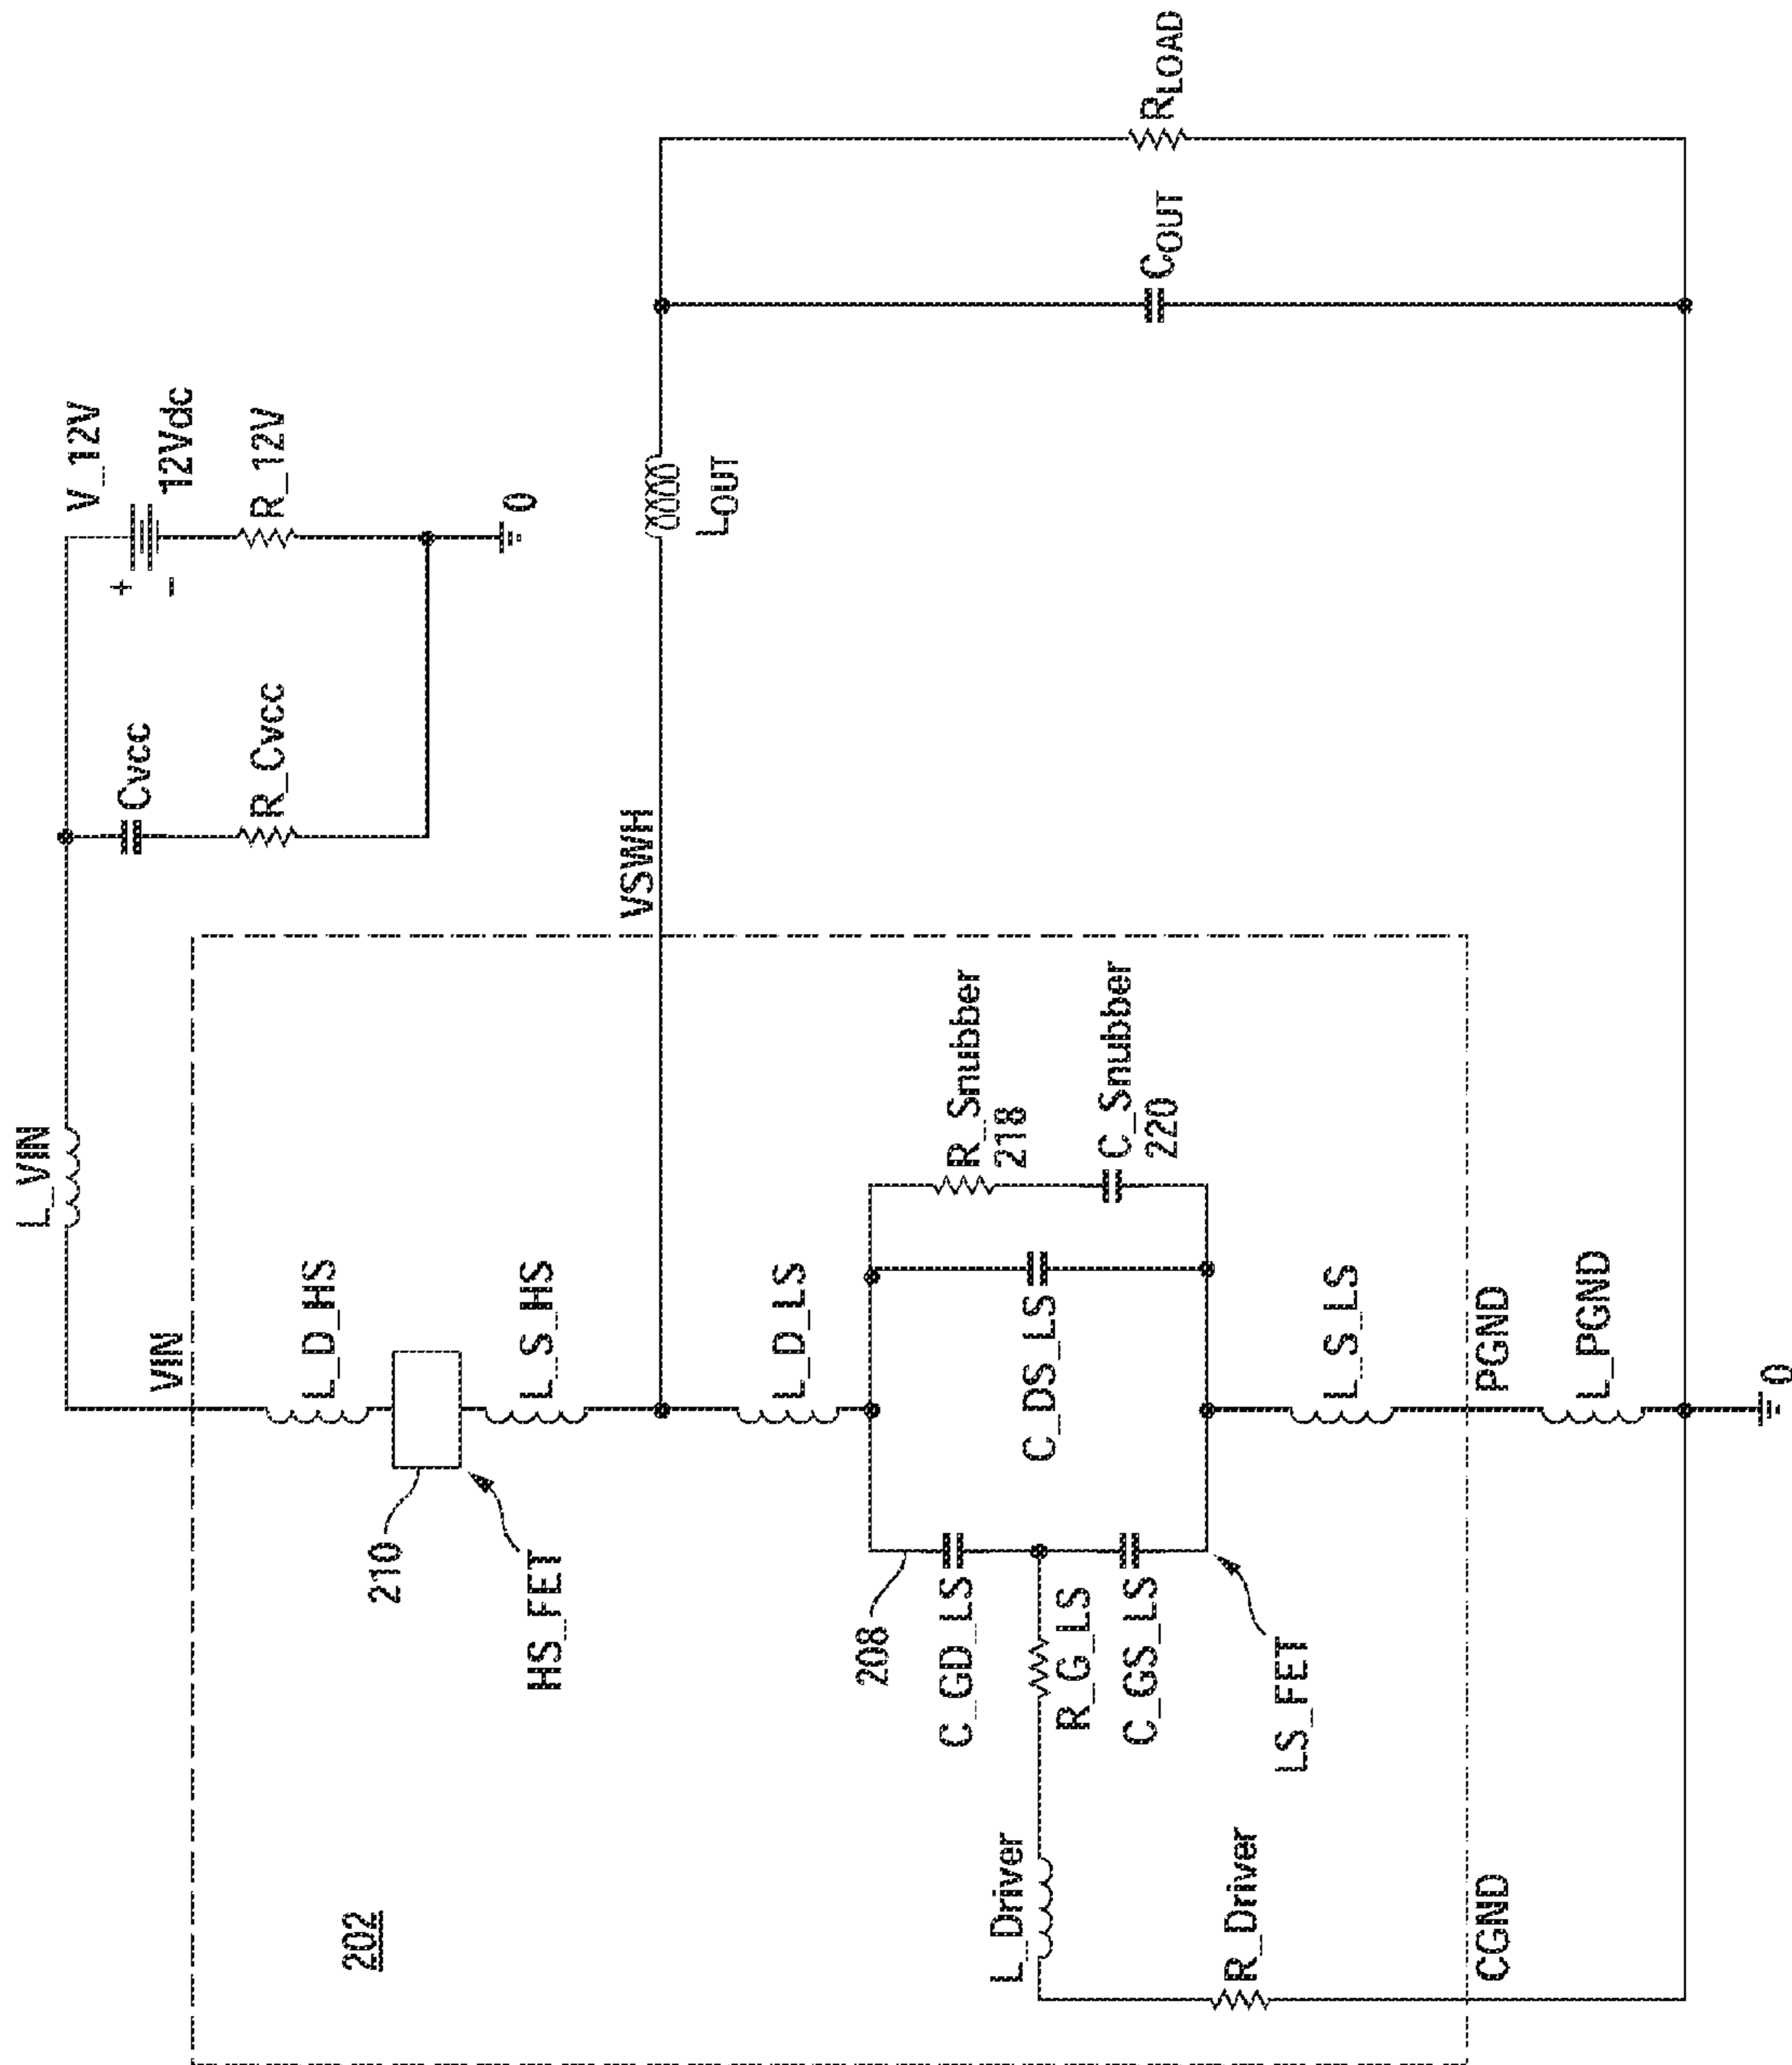 L_VIN
V_12V
+
12Vdc
-
Cvcc
R_12V
R_Cvcc
0
VIN
L_D_HS
210
HS_FET
L_S_HS
VSWH
LOUT
COUT
RLOAD
L_D_LS
202
208
C_GD_LS
R_Snubber
218
C_DS_LS
R_G_LS
L_Driver
C_GS_LS
C_Snubber
220
LS_FET
R_Driver
L_S_LS
CGND
PGND
L_PGND
0